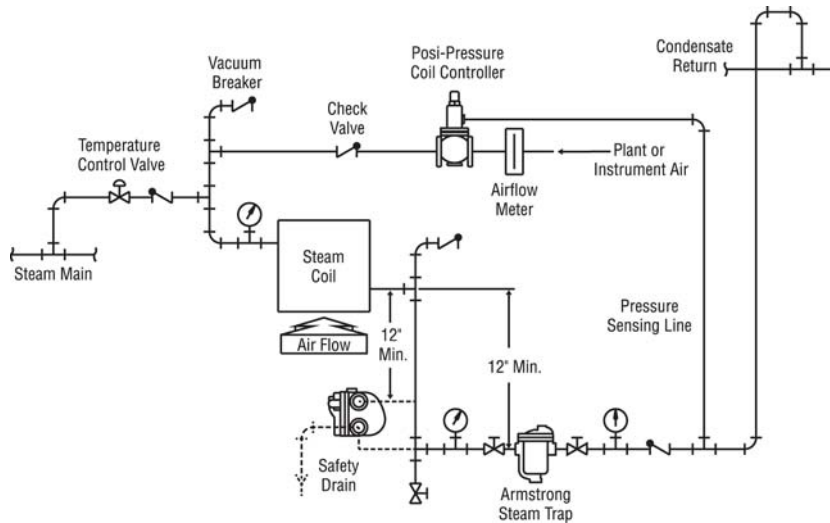 Posi-Pressure
Coil Controller
Condensate
Return
Vacuum
Breaker
Check
Valve
Temperature
Control Valve
Plant or
Instrument Air
Airflow
Meter
Steam Main
Steam
Coil
Air Flow
12" Min.
12"
Min.
Pressure
Sensing Line
Safety
Drain
Armstrong
Steam Trap